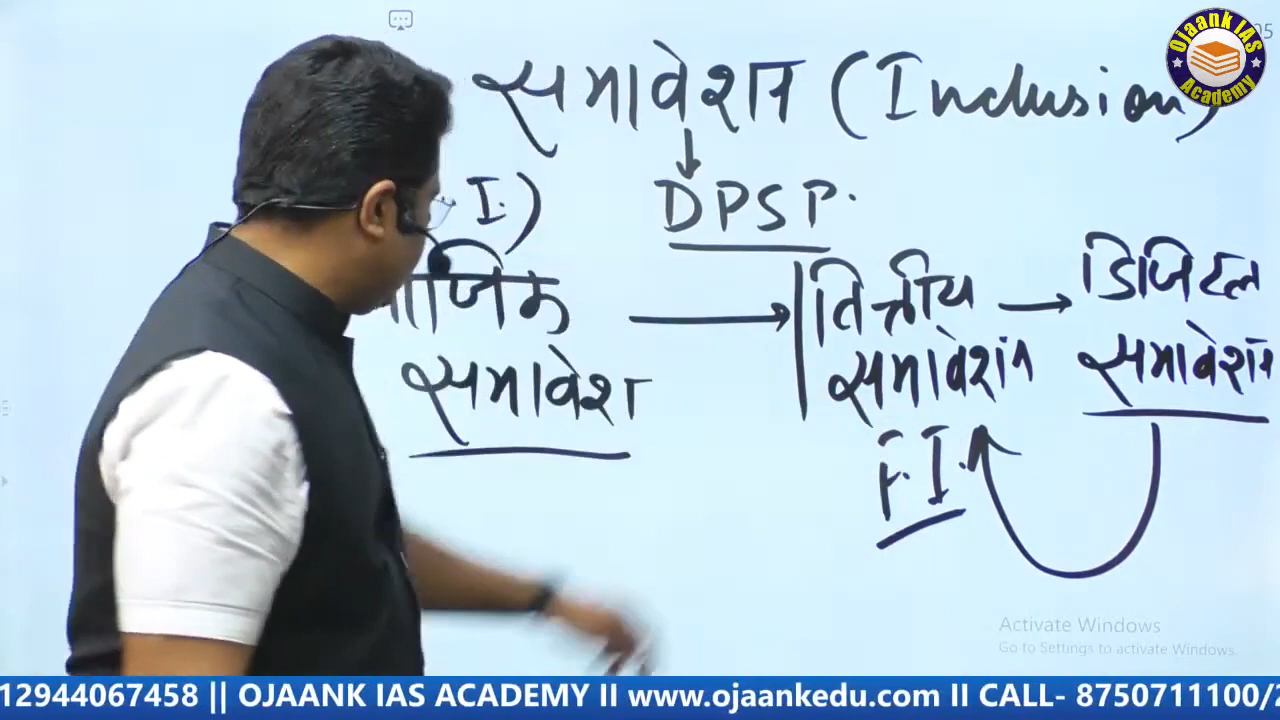 समावेशन (Inclusion)
I.)
DPSP.
समावेश
वित्तीय
समावेशन
F.I.
डिजिटल
समावेशन
Ojaank IAS
Academy
05
Activate Windows
Go to Settings to activate Windows.
12944067458 || OJAANK IAS ACADEMY II www.ojaankedu.com II CALL- 8750711100/2